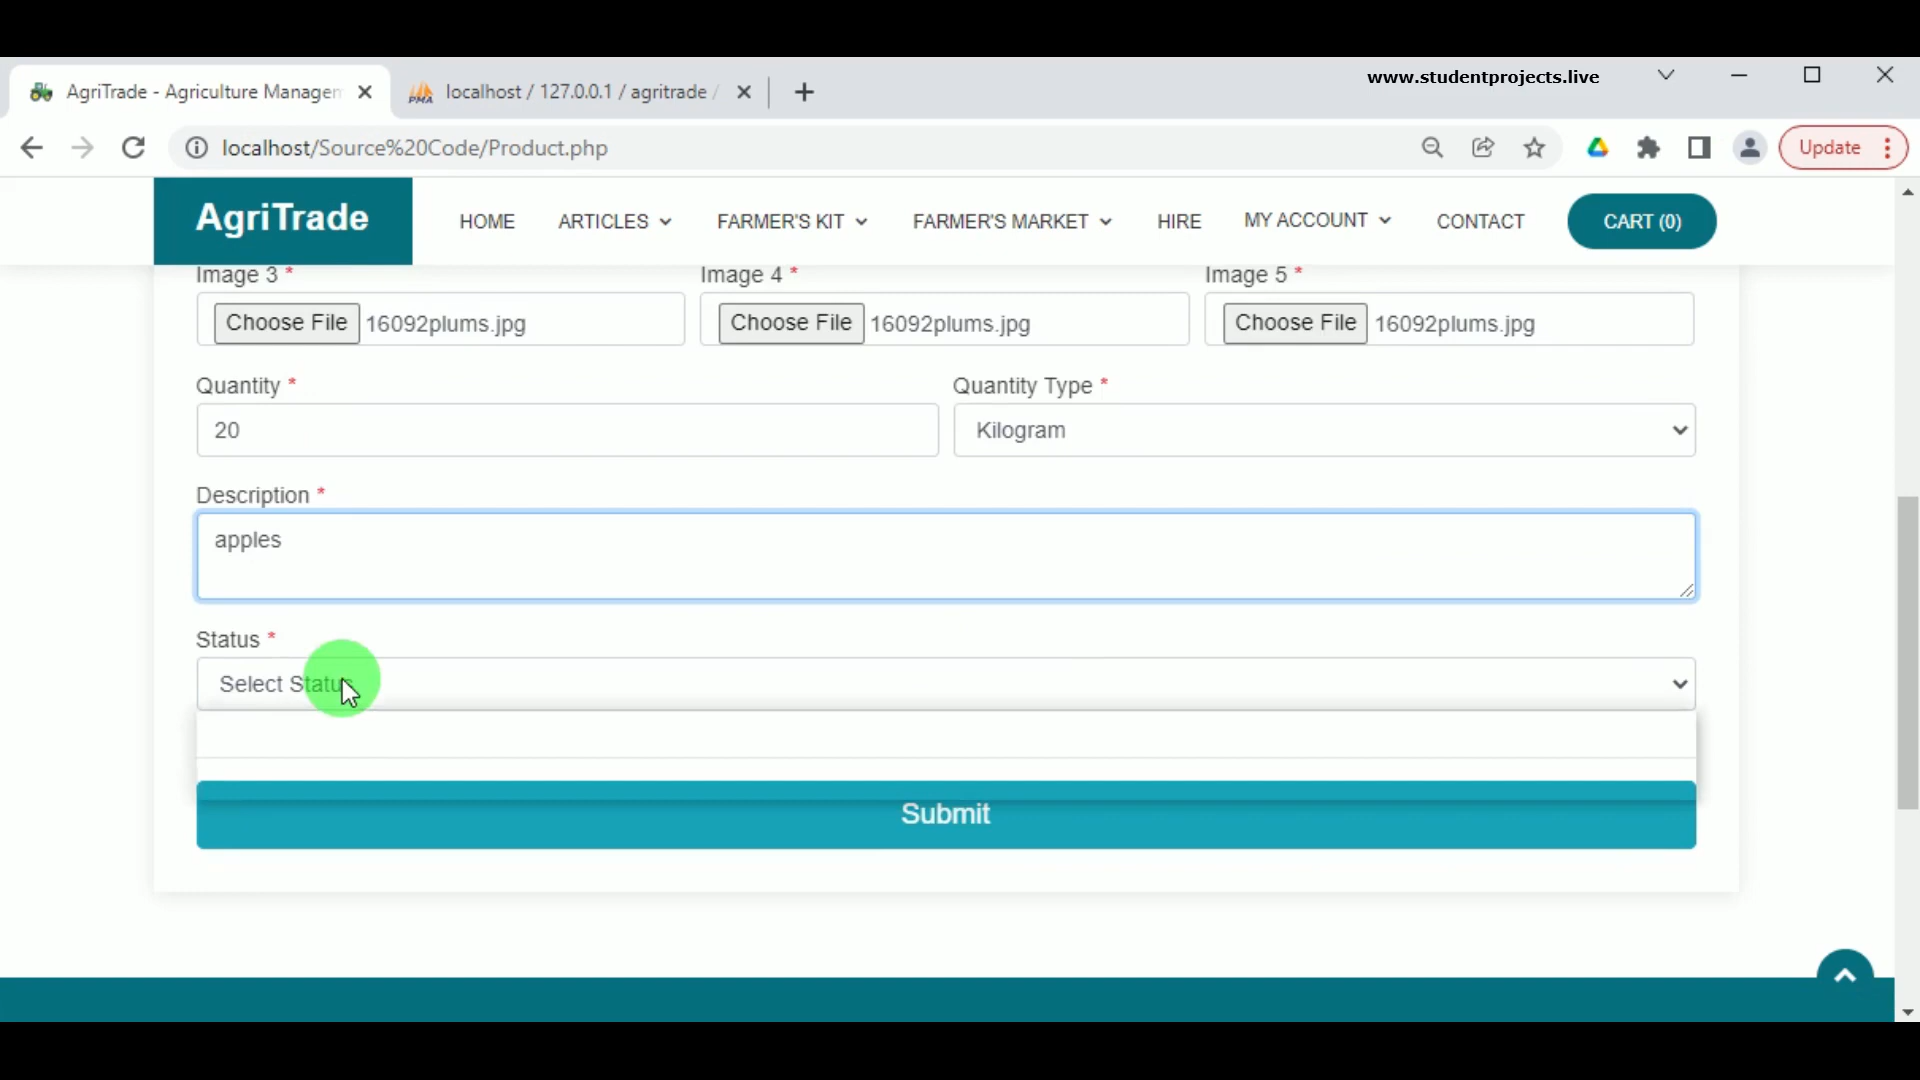 www.studentprojects.live
AgriTrade - Agriculture Managen
PMA localhost / 127.0.0.1 / agritrade /
localhost/Source%20Code/Product.php
Update
AgriTrade
HOME
ARTICLES
FARMER'S KIT
FARMER'S MARKET
HIRE
MY ACCOUNT
CONTACT
CART (0)
Image 3 *
Image 4 *
Image 5 *
Choose File 16092plums.jpg
Choose File 16092plums.jpg
Choose File 16092plums.jpg
Quantity *
Quantity Type *
20
Kilogram
Description *
apples
Status *
Select Status
Submit